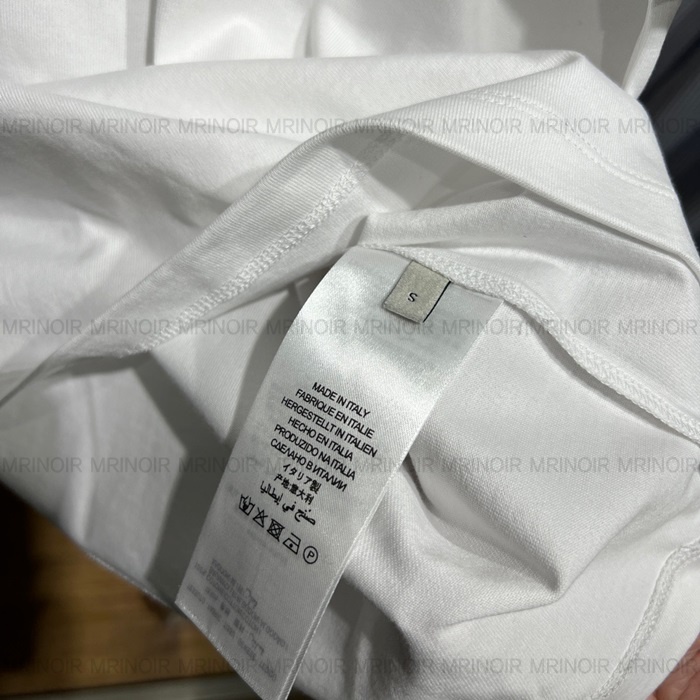 MRINOIR MRINOIR MRINOIR MRINOIR MRINOIR MRINOIR MRINOIR MRINOIR
S
MRINOIR MRINOIR MRINOIR MRINOIR MRINOIR MRINOIR MRINOIR
MADE IN ITALY
FABRIQUE EN ITALIE
HERGESTELLT IN ITALIEN
HECHO EN ITALIA
PRODUZIDO NA ITALIA
СДЕЛАНО В ИТАЛИИ
イタリア製
产地:意大利
صنع في إيطاليا
P
MRINOIR MRINOIR MRINOIR MRINOIR MRINOIR MRINOIR MRINOIR MRINOIR
MRINOIR MRINOIR MRINOIR MRINOIR MRINOIR MRINOIR MRINOIR MRINOIR